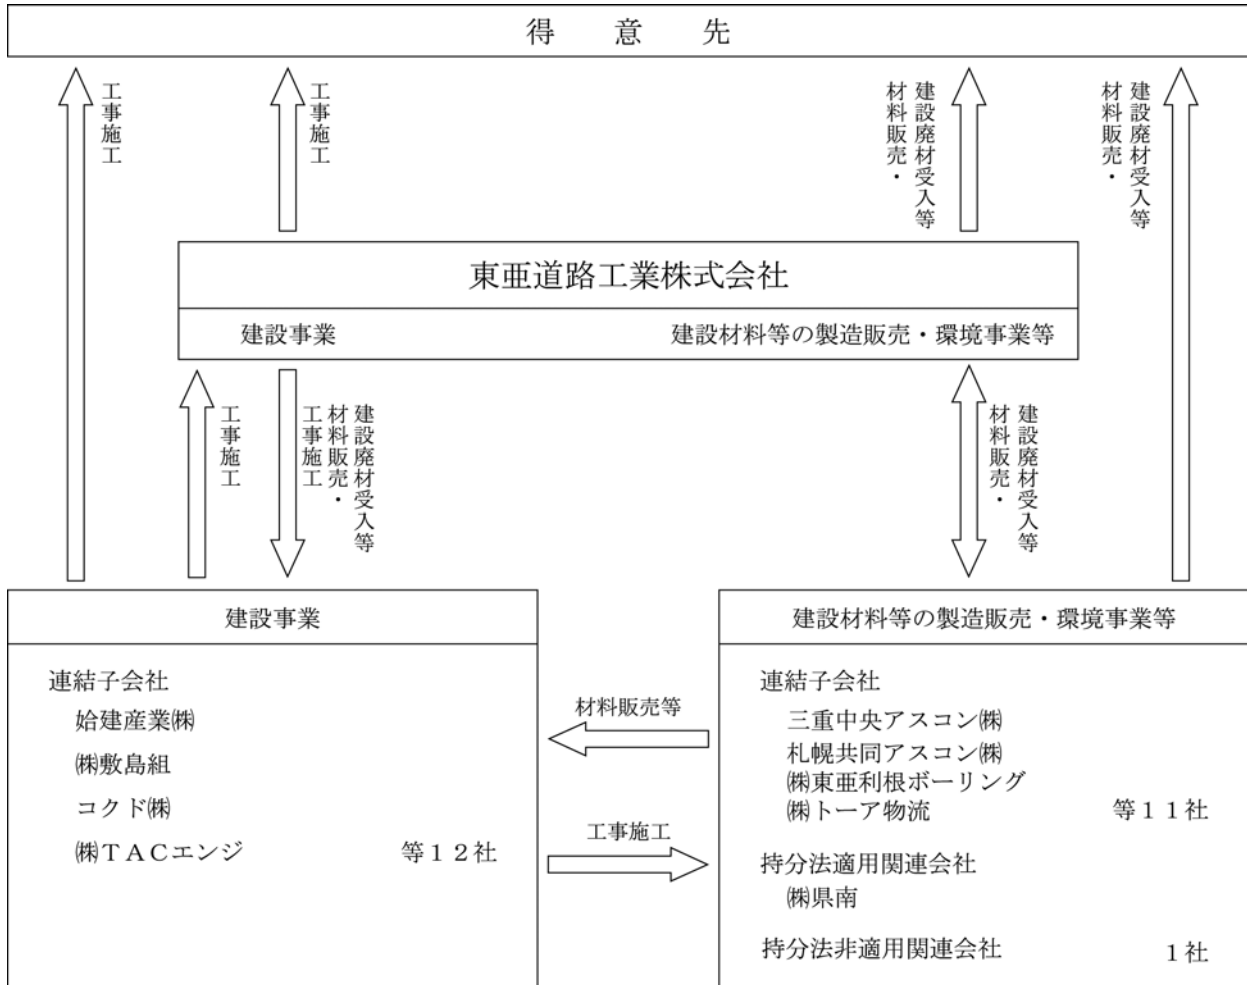 得意先
工事施工
工事施工
建設廃材受入等
材料販売・
建設廃材受入等
材料販売・
東亜道路工業株式会社
建設事業
建設材料等の製造販売・環境事業等
工事施工
建設廃材受入等
材料販売・
工事施工
建設廃材受入等
材料販売・
建設事業
連結子会社
姶建産業㈱
㈱敷島組
コクド㈱
㈱ＴＡＣエンジ 等１２社
材料販売等
工事施工
建設材料等の製造販売・環境事業等
連結子会社
三重中央アスコン㈱
札幌共同アスコン㈱
㈱東亜利根ボーリング
㈱トーア物流 等１１社
持分法適用関連会社
㈱県南
持分法非適用関連会社 １社